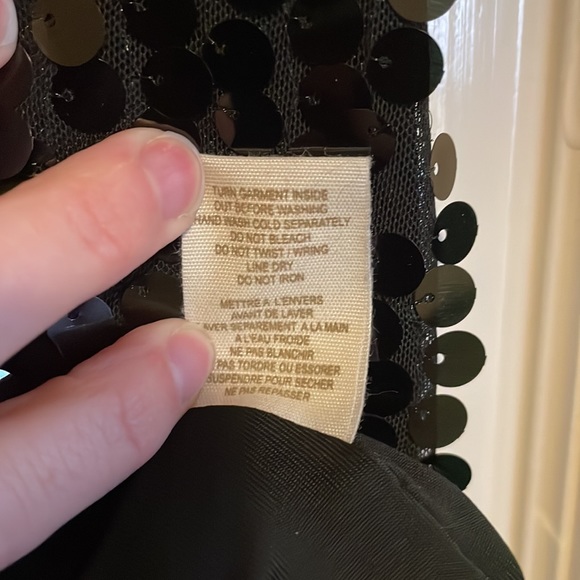 TURN GARMENT INSIDE
OUT BEFORE WASHING
HAND WASH COLD SEPARATELY
DO NOT BLEACH
DO NOT TWIST / WRING
LINE DRY
DO NOT IRON
METTRE A L'ENVERS
AVANT DE LAVER
AVER SEPAREMENT A LA MAIN
A L'EAU FROIDE
NE PAS BLANCHIR
PAS TORDRE OU ESSORER
SUSPENDRE POUR SECHER
NE PAS REPASSER